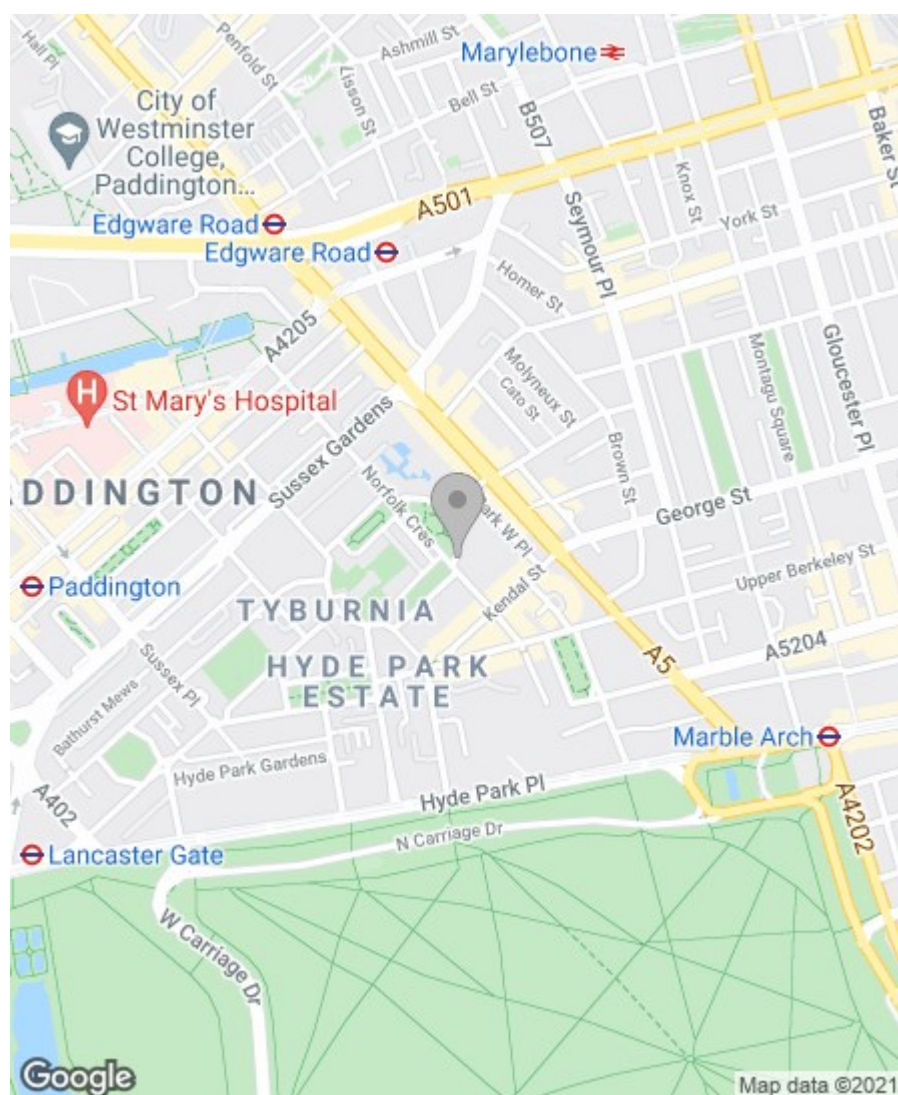 Hall Pl
Penfold St
Ashmill St
Marylebone
Lisson St
Bell St
B507
City of
Westminster
College,
Paddington...
Baker St
A501
Knox St
York St
Edgware Road
Edgware Road
Seymour Pl
Homer St
A4205
Molyneux St
Cato St
Montagu Square
Gloucester Pl
H
St Mary's Hospital
Sussex Gardens
Brown St
DDINGTON
Norfolk Cres
ark W Pl
George St
Paddington
Kendal St
Upper Berkeley St
TYBURNIA
HYDE PARK
ESTATE
A5
A5204
Sussex Pl
Bathurst Mews
Marble Arch
Hyde Park Gardens
Hyde Park Pl
A402
N Carriage Dr
A4202
Lancaster Gate
W Carriage Dr
Google
Map data ©2021